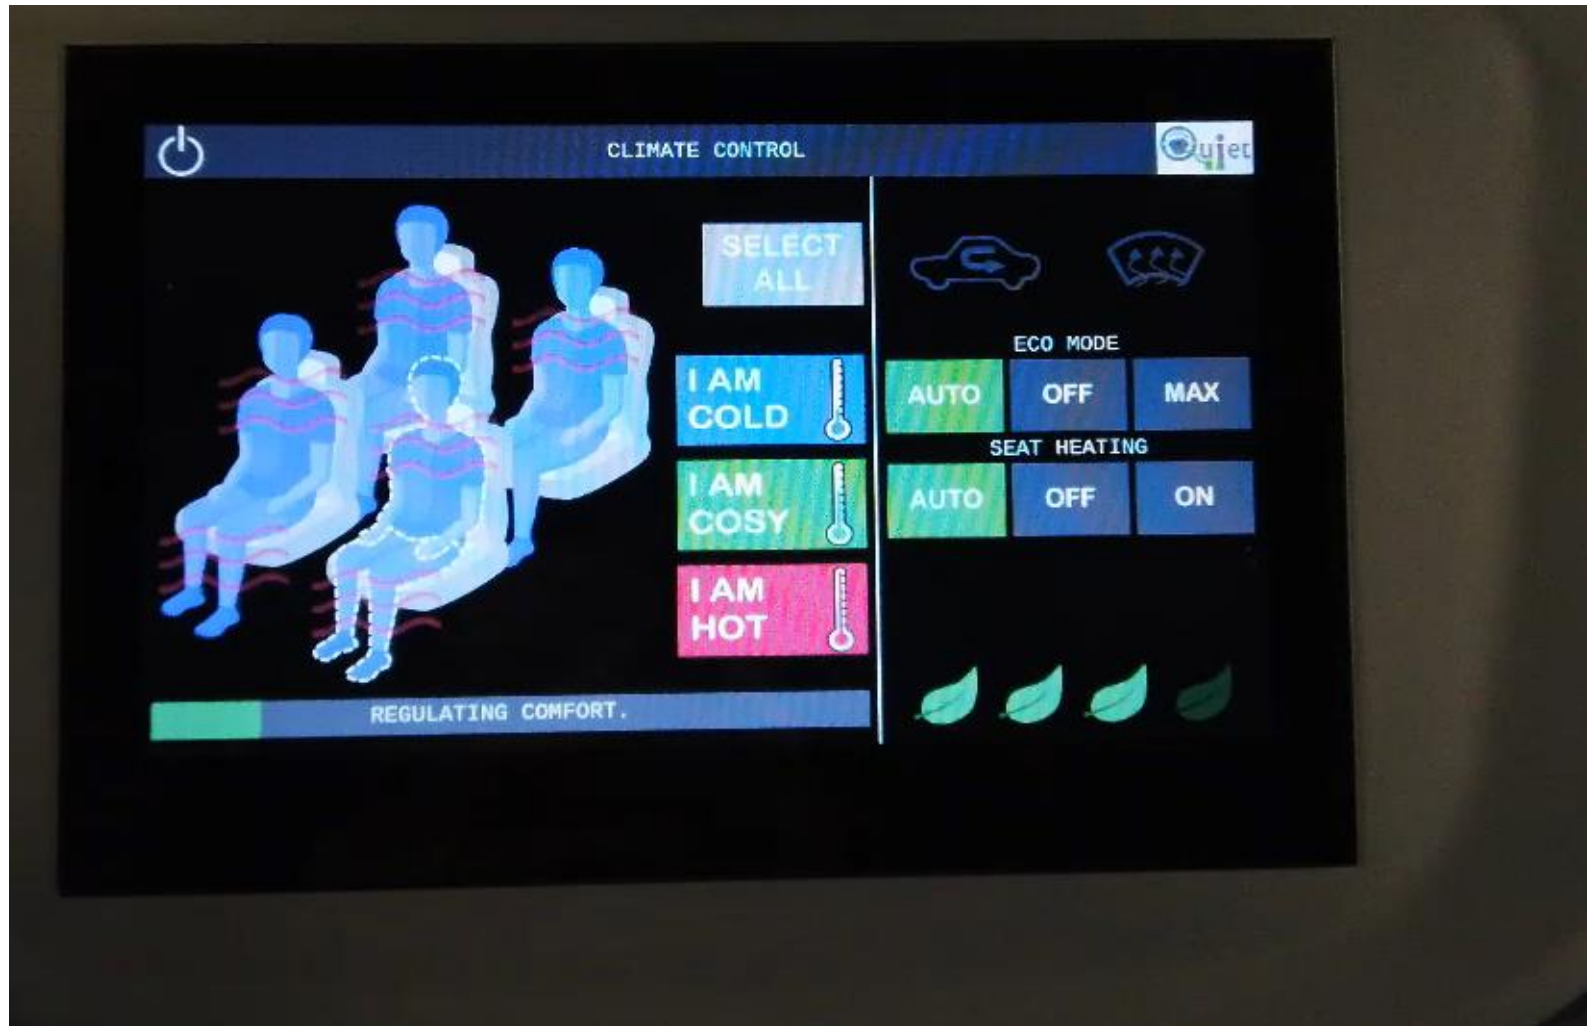 CLIMATE CONTROL
Qujet
SELECT
ALL
I AM
COLD
I AM
COSY
I AM
HOT
REGULATING COMFORT.
ECO MODE
AUTO OFF MAX
SEAT HEATING
AUTO OFF ON